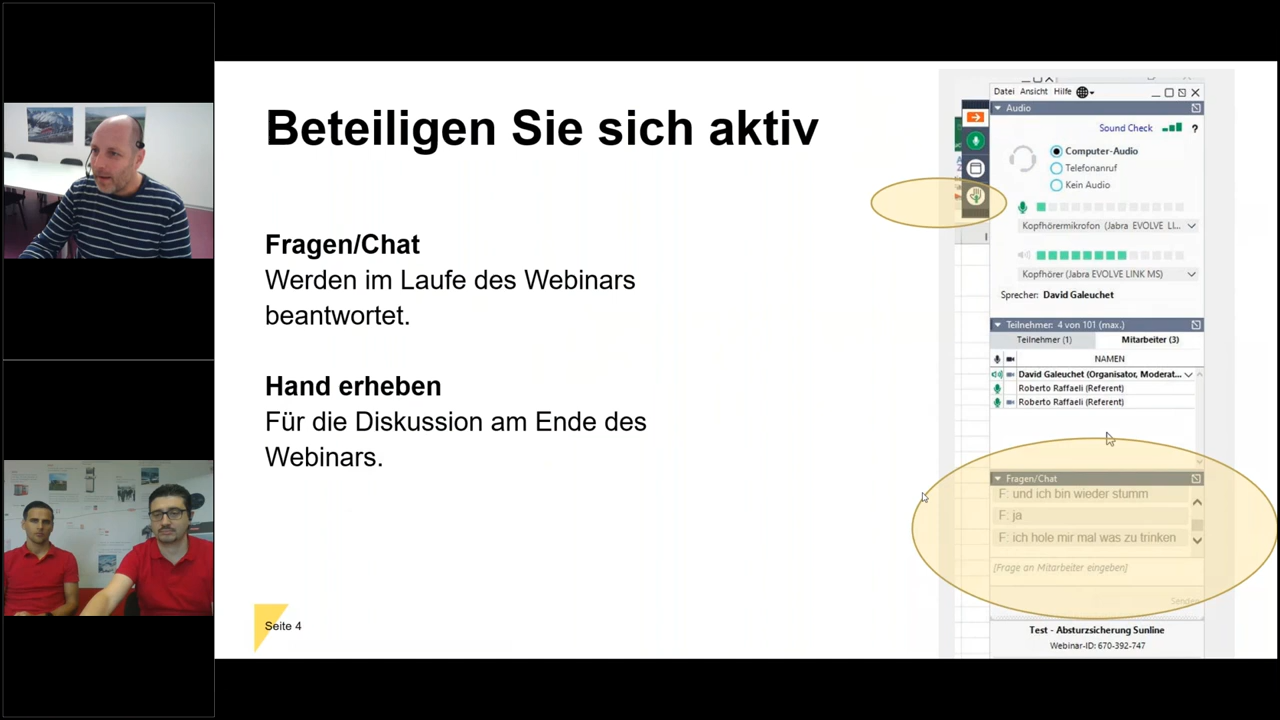 Beteiligen Sie sich aktiv
Fragen/Chat
Werden im Laufe des Webinars
beantwortet.
Hand erheben
Für die Diskussion am Ende des
Webinars.
Seite 4
Datei Ansicht Hilfe
Audio
Sound Check ?
Computer-Audio
Telefonanruf
Kein Audio
Kopfhörermikrofon (Jabra EVOLVE LI...
Kopfhörer (Jabra EVOLVE LINK MS)
Sprecher: David Galeuchet
Teilnehmer: 4 von 101 (max.)
Teilnehmer (1) Mitarbeiter (3)
NAMEN
David Galeuchet (Organisator, Moderat...
Roberto Raffaeli (Referent)
Roberto Raffaeli (Referent)
Fragen/Chat
F: und ich bin wieder stumm
F: ja
F: ich hole mir mal was zu trinken
[Frage an Mitarbeiter eingeben]
Senden
Test - Absturzsicherung Sunline
Webinar-ID: 670-392-747